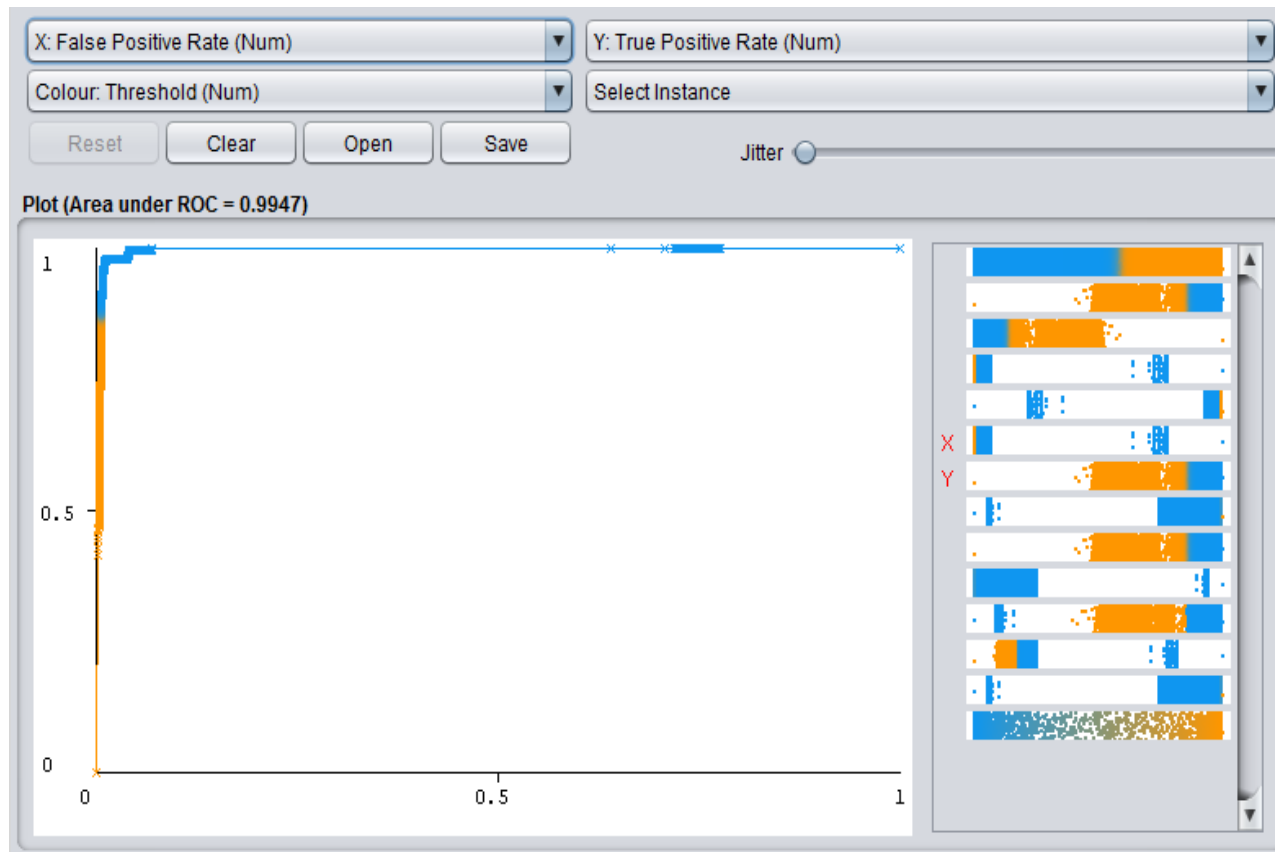 X: False Positive Rate (Num)
Y: True Positive Rate (Num)
Colour: Threshold (Num)
Select Instance
Reset
Clear
Open
Save
Jitter
Plot (Area under ROC = 0.9947)
1
0.5
0
0
0.5
1
X
Y